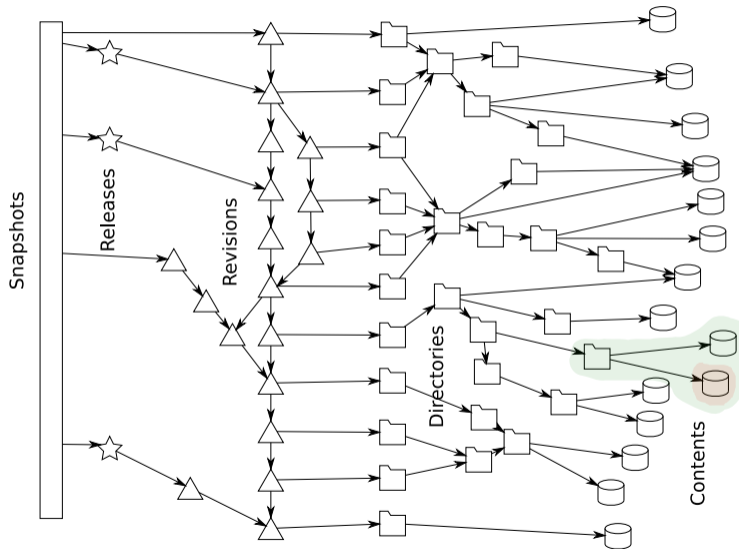 Snapshots
Releases
Revisions
Directories
Contents